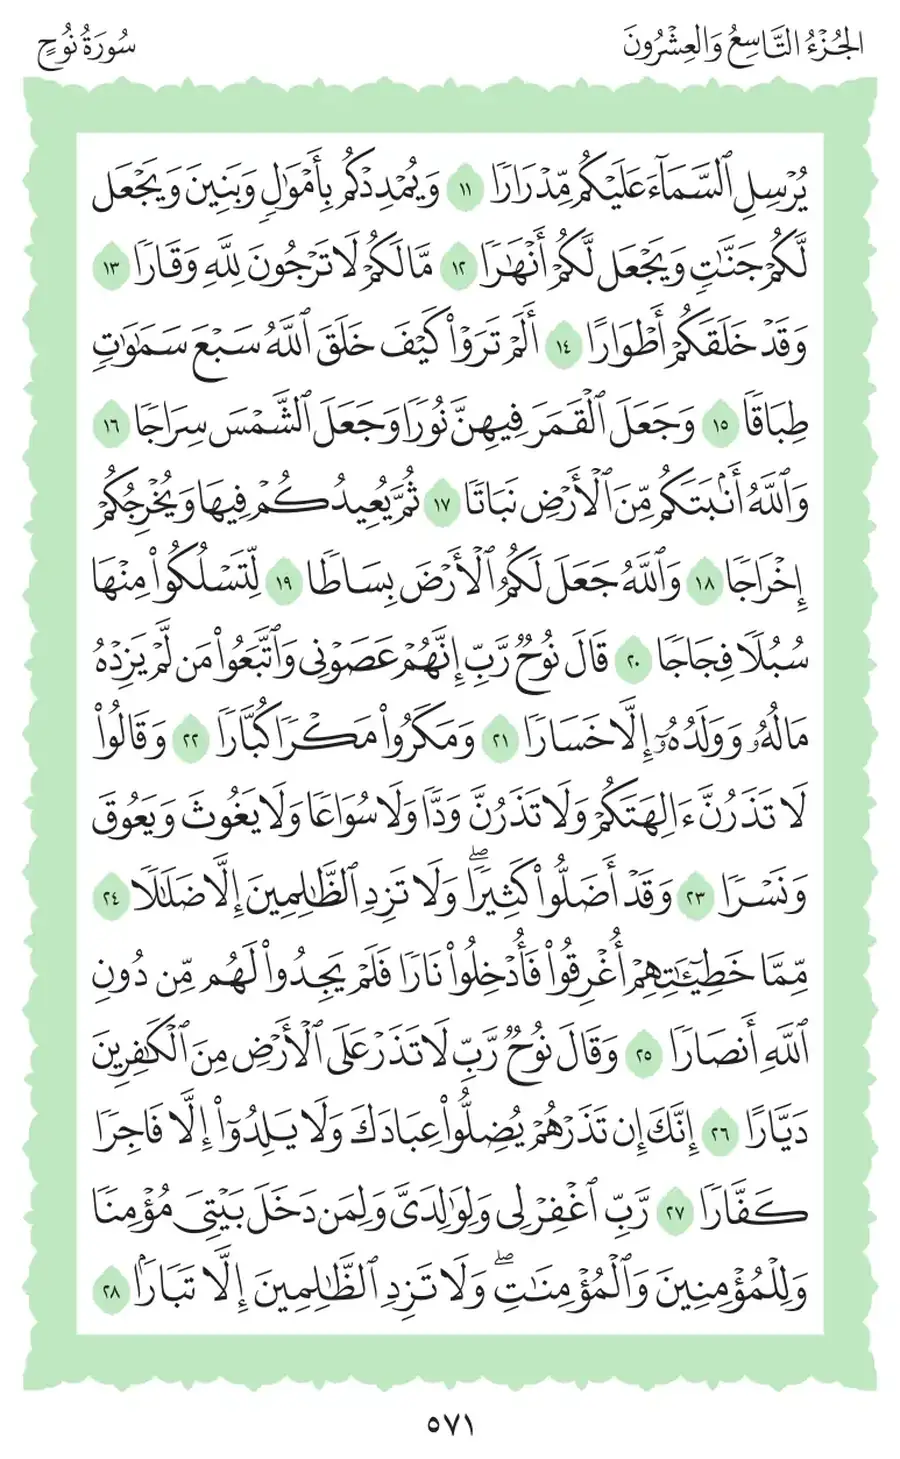 الجُزْءُ التَّاسِعُ وَالعِشْرُونَ
سُورَةُ نُوحٍ
يُرْسِلِ ٱلسَّمَآءَ عَلَيْكُم مِّدْرَارًا ١١ وَيُمْدِدْكُم بِأَمْوَٰلٍ وَبَنِينَ وَيَجْعَل
لَّكُمْ جَنَّٰتٍ وَيَجْعَل لَّكُمْ أَنْهَٰرًا ١٢ مَّا لَكُمْ لَا تَرْجُونَ لِلَّهِ وَقَارًا ١٣
وَقَدْ خَلَقَكُمْ أَطْوَارًا ١٤ أَلَمْ تَرَوْا۟ كَيْفَ خَلَقَ ٱللَّهُ سَبْعَ سَمَٰوَٰتٍ
طِبَاقًا ١٥ وَجَعَلَ ٱلْقَمَرَ فِيهِنَّ نُورًا وَجَعَلَ ٱلشَّمْسَ سِرَاجًا ١٦
وَٱللَّهُ أَنۢبَتَكُم مِّنَ ٱلْأَرْضِ نَبَاتًا ١٧ ثُمَّ يُعِيدُكُمْ فِيهَا وَيُخْرِجُكُمْ
إِخْرَاجًا ١٨ وَٱللَّهُ جَعَلَ لَكُمُ ٱلْأَرْضَ بِسَاطًا ١٩ لِّتَسْلُكُوا۟ مِنْهَا
سُبُلًا فِجَاجًا ٢٠ قَالَ نُوحٌ رَّبِّ إِنَّهُمْ عَصَوْنِى وَٱتَّبَعُوا۟ مَن لَّمْ يَزِدْهُ
مَالُهُۥ وَوَلَدُهُۥٓ إِلَّا خَسَارًا ٢١ وَمَكَرُوا۟ مَكْرًا كُبَّارًا ٢٢ وَقَالُوا۟
لَا تَذَرُنَّ ءَالِهَتَكُمْ وَلَا تَذَرُنَّ وَدًّا وَلَا سُوَاعًا وَلَا يَغُوثَ وَيَعُوقَ
وَنَسْرًا ٢٣ وَقَدْ أَضَلُّوا۟ كَثِيرًا ۖ وَلَا تَزِدِ ٱلظَّٰلِمِينَ إِلَّا ضَلَٰلًا ٢٤
مِّمَّا خَطِيٓـَٰٔتِهِمْ أُغْرِقُوا۟ فَأُدْخِلُوا۟ نَارًا فَلَمْ يَجِدُوا۟ لَهُم مِّن دُونِ
ٱللَّهِ أَنصَارًا ٢٥ وَقَالَ نُوحٌ رَّبِّ لَا تَذَرْ عَلَى ٱلْأَرْضِ مِنَ ٱلْكَٰفِرِينَ
دَيَّارًا ٢٦ إِنَّكَ إِن تَذَرْهُمْ يُضِلُّوا۟ عِبَادَكَ وَلَا يَلِدُوٓا۟ إِلَّا فَاجِرًا
كَفَّارًا ٢٧ رَّبِّ ٱغْفِرْ لِى وَلِوَٰلِدَىَّ وَلِمَن دَخَلَ بَيْتِىَ مُؤْمِنًا
وَلِلْمُؤْمِنِينَ وَٱلْمُؤْمِنَٰتِ ۖ وَلَا تَزِدِ ٱلظَّٰلِمِينَ إِلَّا تَبَارًۢا ٢٨
٥٧١